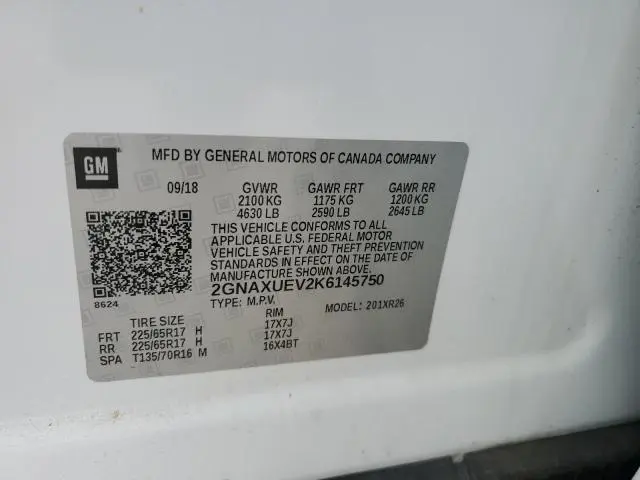 GM
MFD BY GENERAL MOTORS OF CANADA COMPANY
09/18 GVWR GAWR FRT GAWR RR
2100 KG 1175 KG 1200 KG
4630 LB 2590 LB 2645 LB
THIS VEHICLE CONFORMS TO ALL
APPLICABLE U.S. FEDERAL MOTOR
VEHICLE SAFETY AND THEFT PREVENTION
STANDARDS IN EFFECT ON THE DATE OF
MANUFACTURE SHOWN ABOVE.
8624
2GNAXUEV2K6145750
TYPE: M.P.V. MODEL: 201XR26
TIRE SIZE RIM
FRT 225/65R17 H 17X7J
RR 225/65R17 H 17X7J
SPA T135/70R16 M 16X4BT